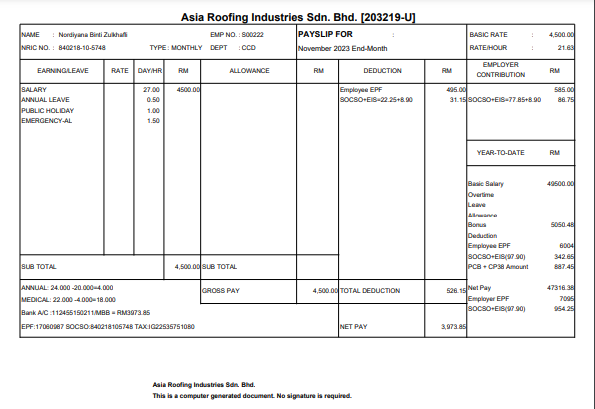 Asia Roofing Industries Sdn. Bhd. [203219-U]
NAME : Nordiyana Binti Zulkhafli EMP NO. : S00222 PAYSLIP FOR : BASIC RATE : 4,500.00
NRIC NO. : 840218-10-5748 TYPE : MONTHLY DEPT : CCD November 2023 End-Month RATE/HOUR : 21.63
EARNING/LEAVE RATE DAY/HR RM ALLOWANCE RM DEDUCTION RM EMPLOYER CONTRIBUTION RM
SALARY 27.00 4500.00 Employee EPF 495.00 585.00
ANNUAL LEAVE 0.50 SOCSO+EIS=22.25+8.90 31.15 SOCSO+EIS=77.85+8.90 86.75
PUBLIC HOLIDAY 1.00
EMERGENCY-AL 1.50
YEAR-TO-DATE RM
Basic Salary 49500.00
Overtime
Leave
Allowance
Bonus 5050.48
Deduction
Employee EPF 6004
SOCSO+EIS(97.90) 342.65
SUB TOTAL 4,500.00 SUB TOTAL PCB + CP38 Amount 887.45
ANNUAL: 24.000 -20.000=4.000 GROSS PAY 4,500.00 TOTAL DEDUCTION 526.15 Net Pay 47316.38
MEDICAL: 22.000 -4.000=18.000 Employer EPF 7095
Bank A/C :112455150211/MBB = RM3973.85 SOCSO+EIS(97.90) 954.25
EPF:17060987 SOCSO:840218105748 TAX:IG22535751080 NET PAY 3,973.85
Asia Roofing Industries Sdn. Bhd.
This is a computer generated document. No signature is required.